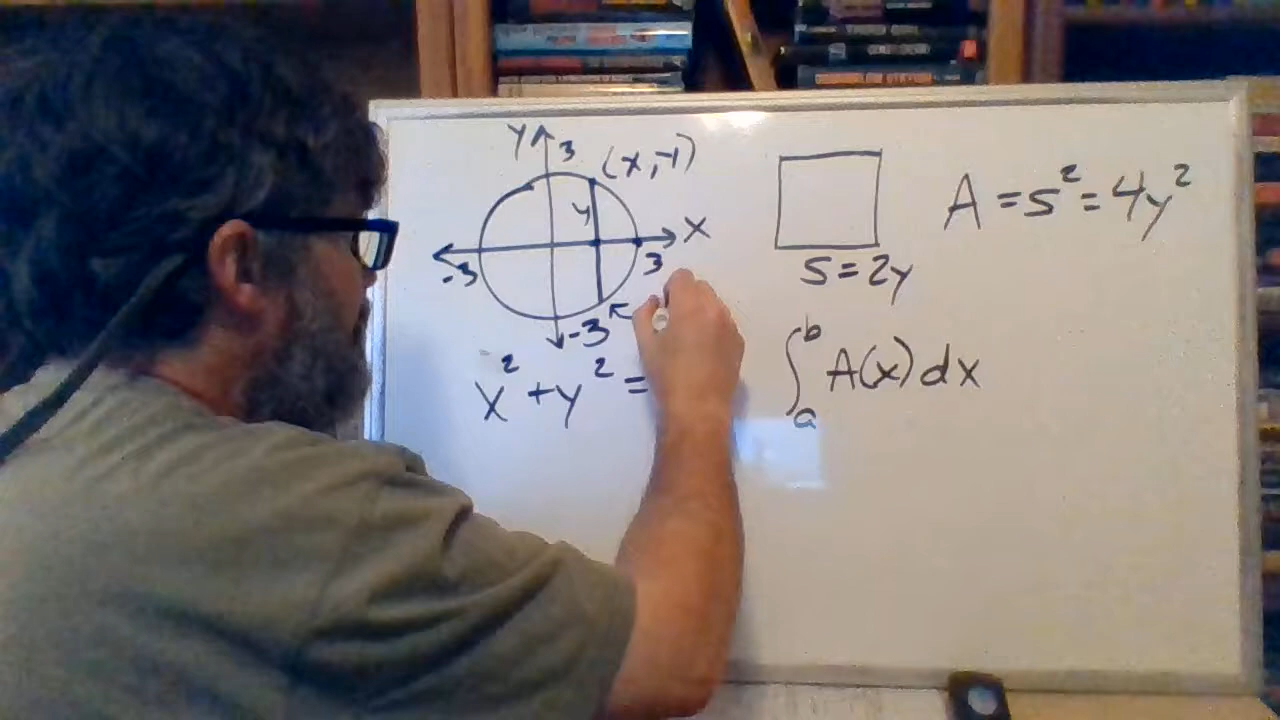 y
3
(x, y)
y
x
-3
3
-3
x² + y² =
S = 2y
A = s² = 4y²
∫ₐᵇ A(x) dx